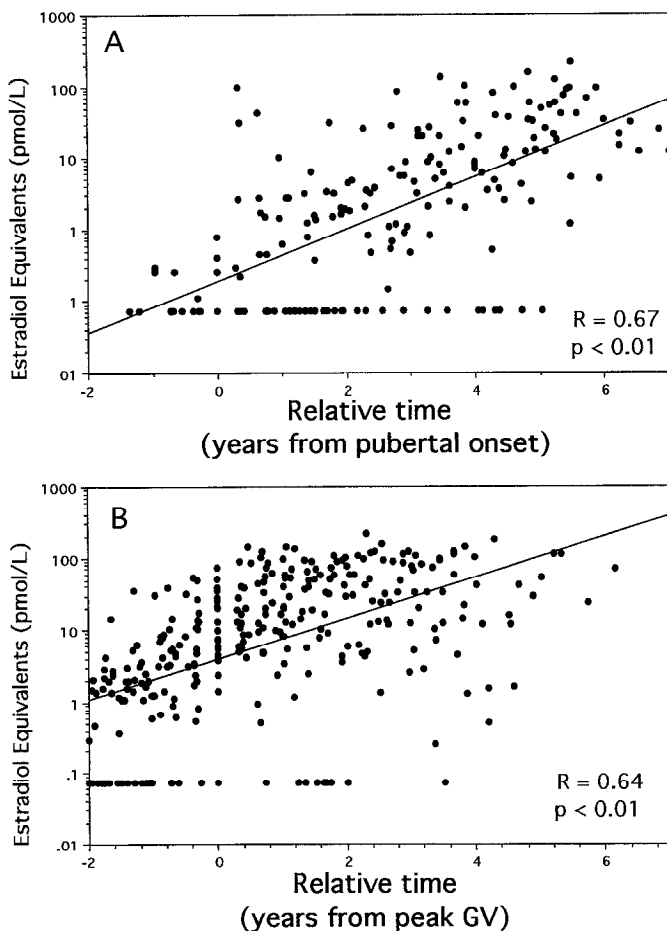 A
1000
100
10
1
.1
01
Estradiol Equivalents (pmol/L)
R = 0.67
p < 0.01
-2 0 2 4 6
Relative time
(years from pubertal onset)
B
1000
100
10
1
.1
.01
Estradiol Equivalents (pmol/L)
R = 0.64
p < 0.01
-2 0 2 4 6
Relative time
(years from peak GV)